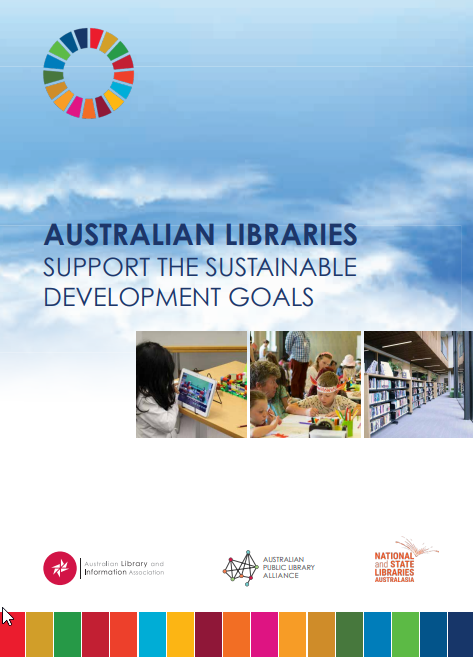 AUSTRALIAN LIBRARIES
SUPPORT THE SUSTAINABLE
DEVELOPMENT GOALS
Australian Library and
Information Association
AUSTRALIAN
PUBLIC LIBRARY
ALLIANCE
NATIONAL
and STATE
LIBRARIES
AUSTRALASIA